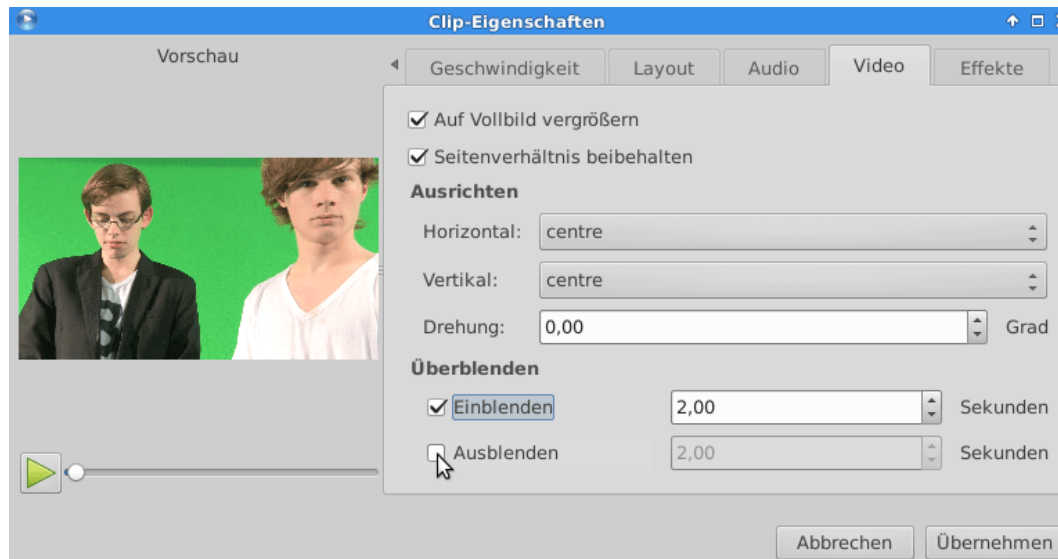 Clip-Eigenschaften
Vorschau
Geschwindigkeit Layout Audio Video Effekte
Auf Vollbild vergrößern
Seitenverhältnis beibehalten
Ausrichten
Horizontal: centre
Vertikal: centre
Drehung: 0,00 Grad
Überblenden
Einblenden 2,00 Sekunden
Ausblenden 2,00 Sekunden
Abbrechen Übernehmen